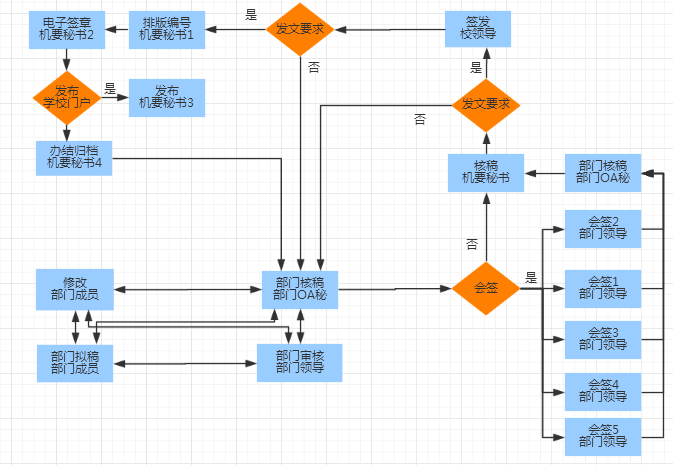 电子签章
机要秘书2
排版编号
机要秘书1
是
发文要求
签发
校领导
否
是
发布
学校门户
是
发布
机要秘书3
发文要求
否
办结归档
机要秘书4
核稿
机要秘书
部门核稿
部门OA秘
会签2
部门领导
否
修改
部门成员
部门核稿
部门OA秘
会签
是
会签1
部门领导
会签3
部门领导
部门拟稿
部门成员
部门审核
部门领导
会签4
部门领导
会签5
部门领导